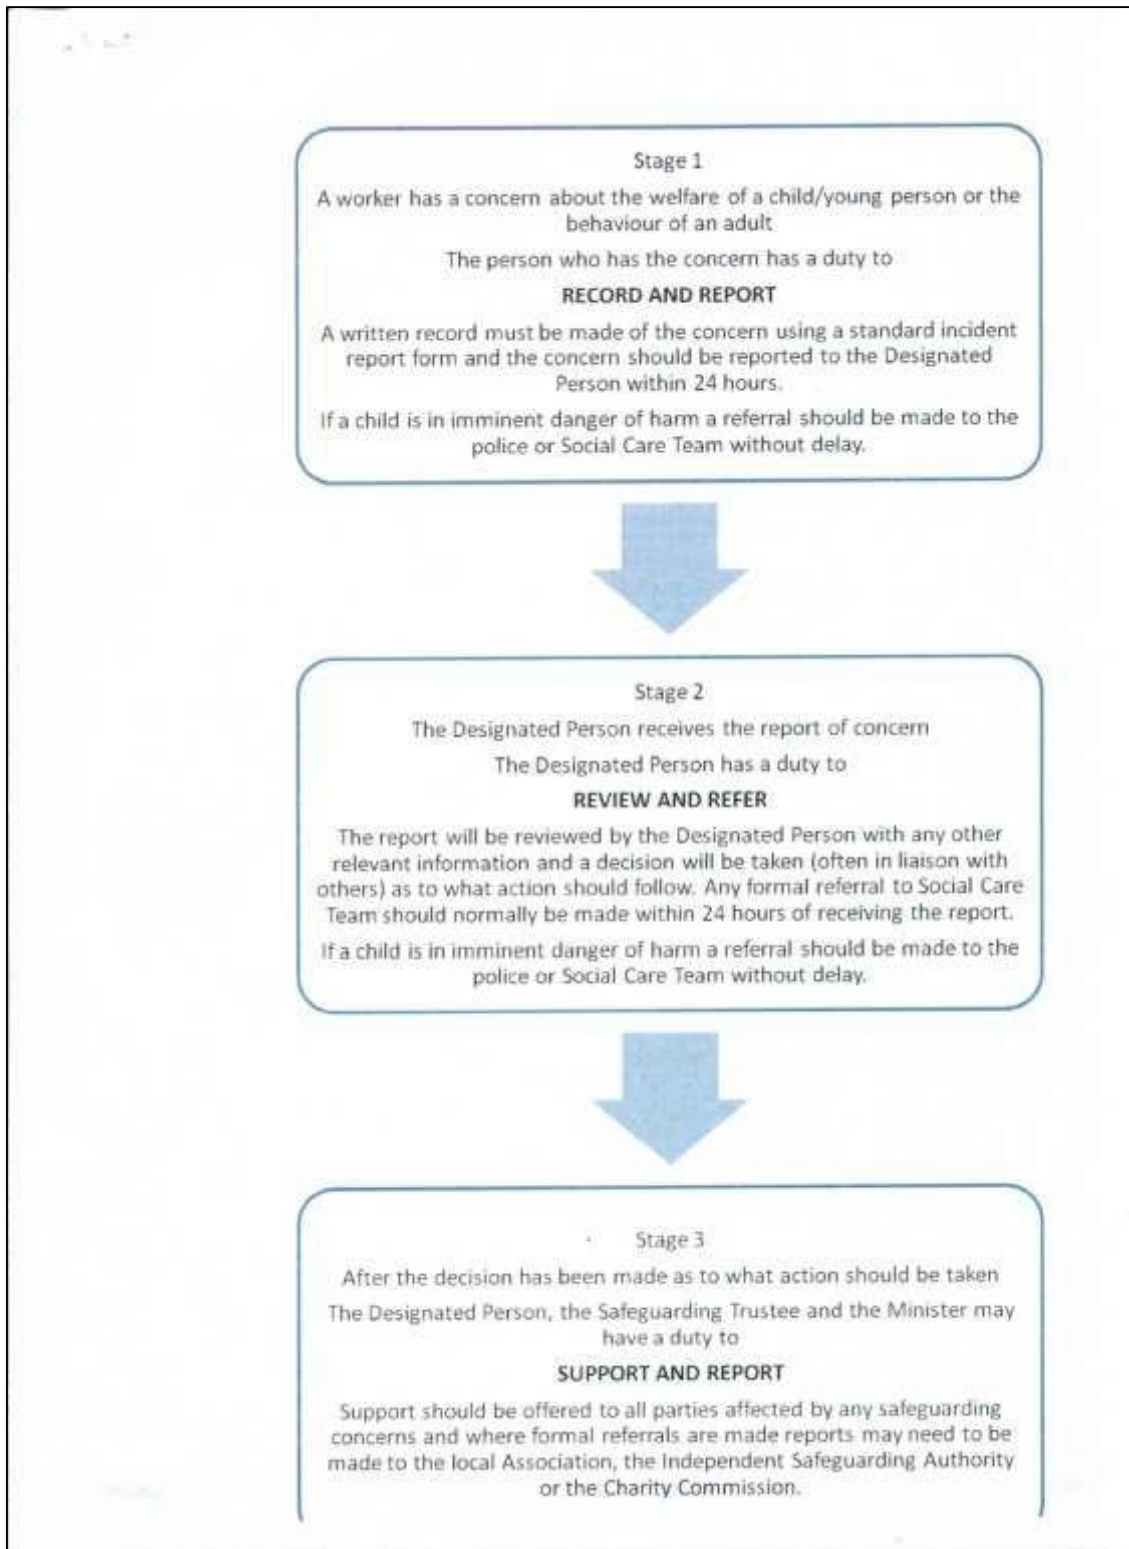 Stage 1
A worker has a concern about the welfare of a child/young person or the
behaviour of an adult
The person who has the concern has a duty to
RECORD AND REPORT
A written record must be made of the concern using a standard incident
report form and the concern should be reported to the Designated
Person within 24 hours.
If a child is in imminent danger of harm a referral should be made to the
police or Social Care Team without delay.
Stage 2
The Designated Person receives the report of concern
The Designated Person has a duty to
REVIEW AND REFER
The report will be reviewed by the Designated Person with any other
relevant information and a decision will be taken (often in liaison with
others) as to what action should follow. Any formal referral to Social Care
Team should normally be made within 24 hours of receiving the report.
If a child is in imminent danger of harm a referral should be made to the
police or Social Care Team without delay.
Stage 3
After the decision has been made as to what action should be taken
The Designated Person, the Safeguarding Trustee and the Minister may
have a duty to
SUPPORT AND REPORT
Support should be offered to all parties affected by any safeguarding
concerns and where formal referrals are made reports may need to be
made to the local Association, the Independent Safeguarding Authority
or the Charity Commission.